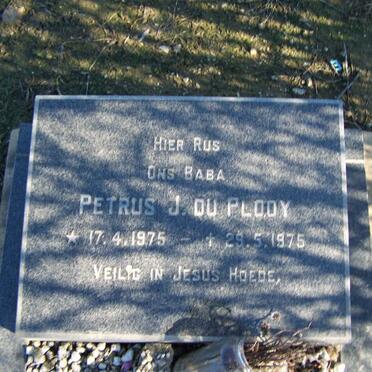 HIER RUS
ONS BABA
PETRUS J. DU PLOOY
* 17.4.1975 - + 29.5.1975
VEILIG IN JESUS HOEDE,